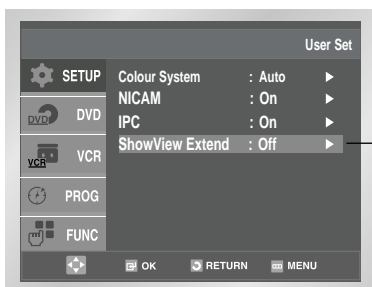 User Set
SETUP
DVD DVD
VCR VCR
PROG
FUNC
Colour System : Auto ►
NICAM : On ►
IPC : On ►
ShowView Extend : Off ►
OK RETURN MENU